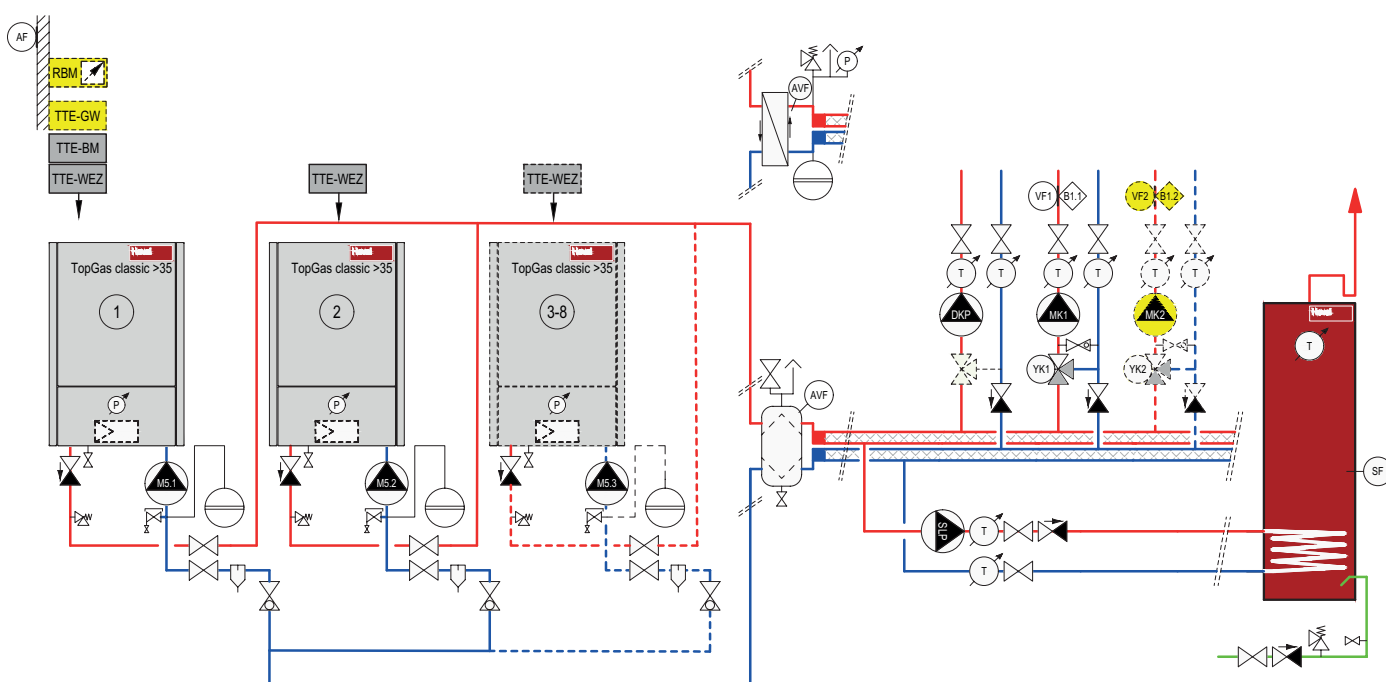 AF
RBM
TTE-GW
TTE-BM
TTE-WEZ
TTE-WEZ
TTE-WEZ
P
AVF
VF1
B1.1
VF2
B1.2
T
T
T
T
T
T
DKP
MK1
MK2
YK1
YK2
TopGas classic >35
TopGas classic >35
TopGas classic >35
1
2
3-8
P
P
P
AVF
T
M5.1
M5.2
M5.3
SF
SLP
T
T